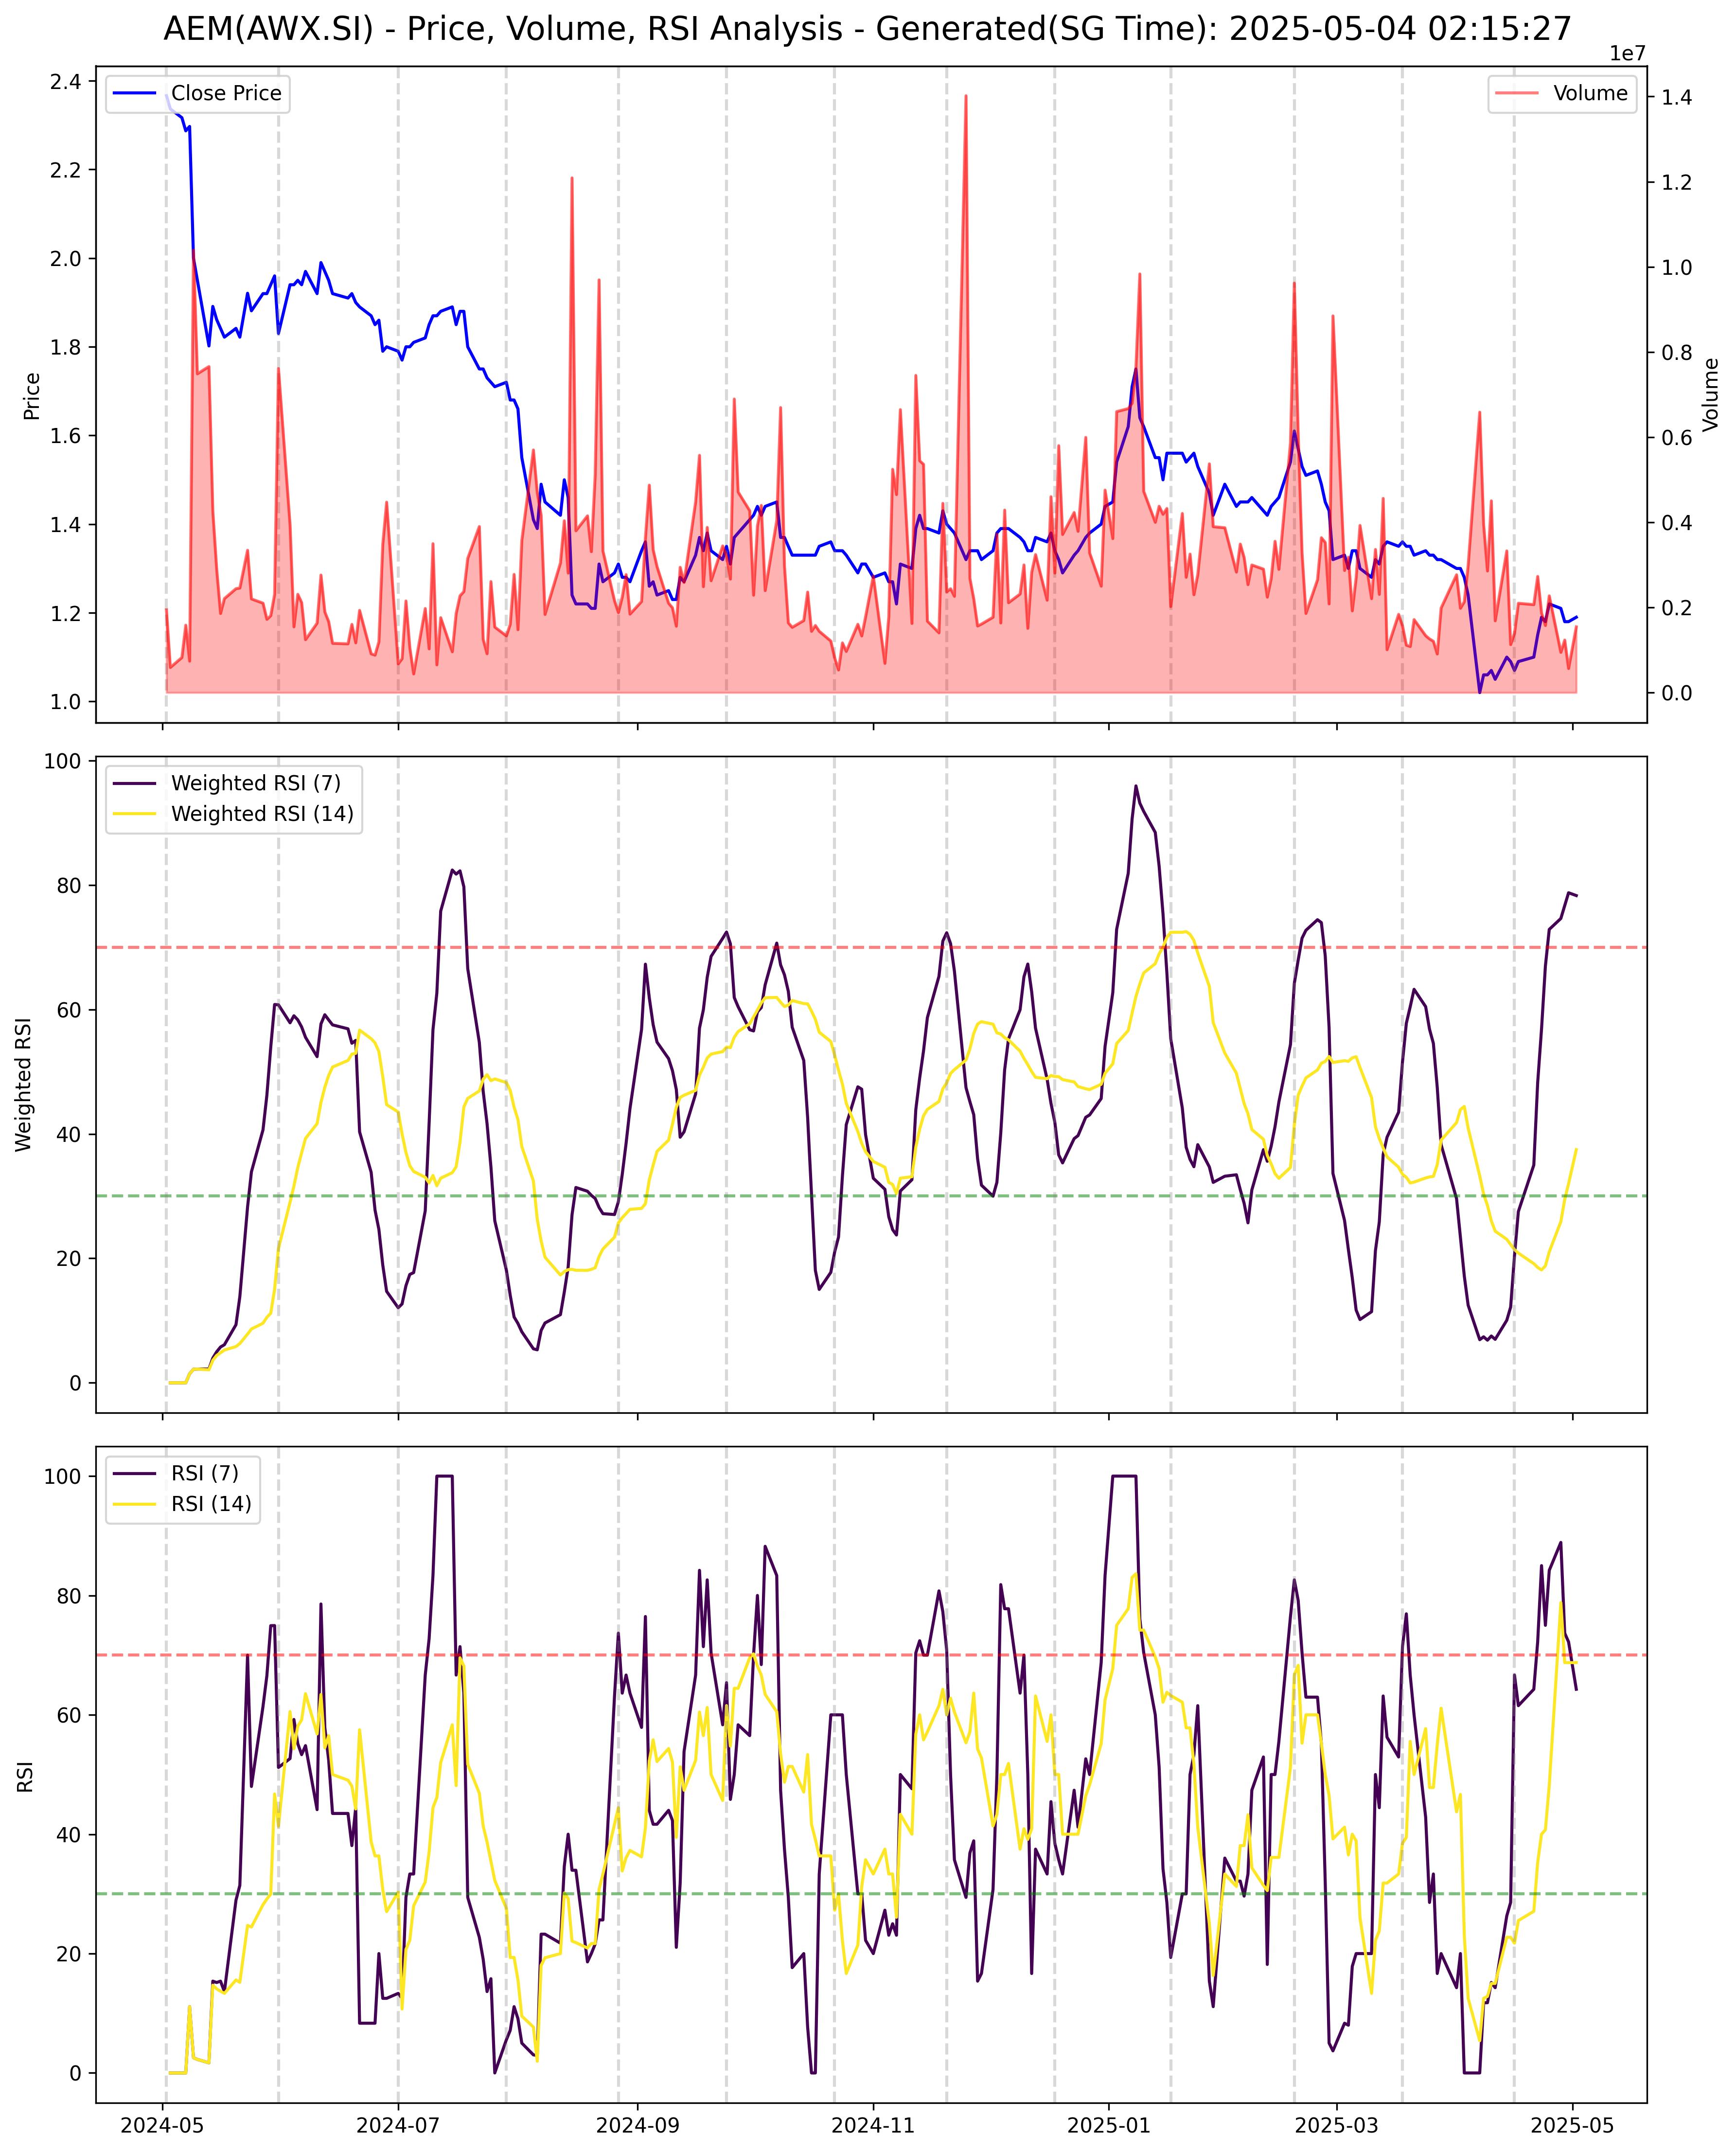 AEM(AWX.SI) - Price, Volume, RSI Analysis - Generated(SG Time): 2025-05-04 02:15:27
1e7
Close Price
Volume
2.4
2.2
2.0
1.8
1.6
1.4
1.2
1.0
Price
1.4
1.2
1.0
0.8
0.6
0.4
0.2
0.0
Volume
Weighted RSI (7)
Weighted RSI (14)
100
80
60
40
20
0
Weighted RSI
RSI (7)
RSI (14)
100
80
60
40
20
0
RSI
2024-05 2024-07 2024-09 2024-11 2025-01 2025-03 2025-05